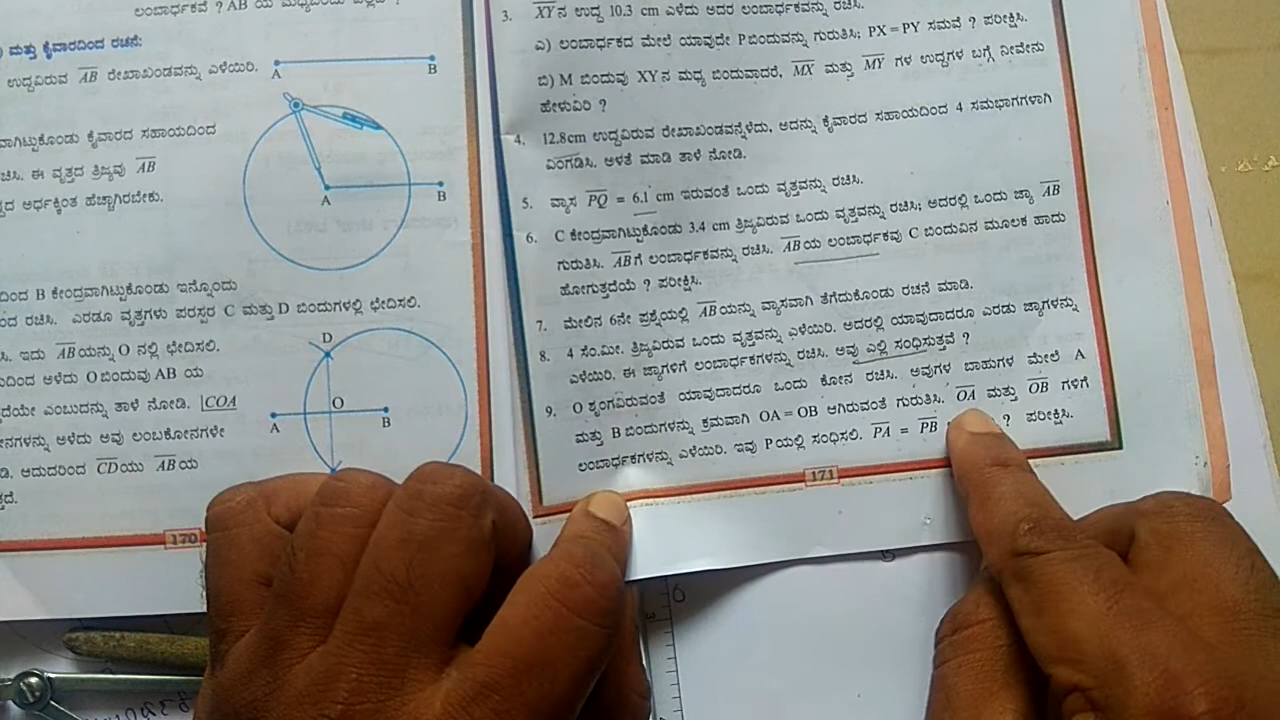 ಲಂಬಾರ್ಧಕವೆ ? AB ಯ
ಮತ್ತು ಕೈವಾರದಿಂದ ರಚನೆ:
ಉದ್ದವಿರುವ AB ರೇಖಾಖಂಡವನ್ನು ಎಳೆಯಿರಿ.
A B
ವಾಗಿಟ್ಟುಕೊಂಡು ಕೈವಾರದ ಸಹಾಯದಿಂದ
ಚಿಸಿ. ಈ ವೃತ್ತದ ತ್ರಿಜ್ಯವು AB
ದ ಅರ್ಧಕ್ಕಿಂತ ಹೆಚ್ಚಾಗಿರಬೇಕು.
A B
ದಿಂದ B ಕೇಂದ್ರವಾಗಿಟ್ಟುಕೊಂಡು ಇನ್ನೊಂದು
ಂದ ರಚಿಸಿ. ಎರಡೂ ವೃತ್ತಗಳು ಪರಸ್ಪರ C ಮತ್ತು D ಬಿಂದುಗಳಲ್ಲಿ ಛೇದಿಸಲಿ.
ಸಿ. ಇದು AB ಯನ್ನು O ನಲ್ಲಿ ಛೇದಿಸಲಿ.
ದಿಂದ ಅಳೆದು O ಬಿಂದುವು AB ಯ
ದೆಯೇ ಎಂಬುದನ್ನು ತಾಳೆ ನೋಡಿ. COA
ನಗಳನ್ನು ಅಳೆದು ಅವು ಲಂಬಕೋನಗಳೇ
ಡಿ. ಆದುದರಿಂದ CD ಯು AB ಯ
ತ್ತದೆ.
D
O
A B
170
3. XY ನ ಉದ್ದ 10.3 cm ಎಳೆದು ಅದರ ಲಂಬಾರ್ಧಕವನ್ನು ರಚಿಸಿ.
ಎ) ಲಂಬಾರ್ಧಕದ ಮೇಲೆ ಯಾವುದೇ P ಬಿಂದುವನ್ನು ಗುರುತಿಸಿ; PX = PY ಸಮವೆ ? ಪರೀಕ್ಷಿಸಿ.
ಬಿ) M ಬಿಂದುವು XY ನ ಮಧ್ಯ ಬಿಂದುವಾದರೆ, MX ಮತ್ತು MY ಗಳ ಉದ್ದಗಳ ಬಗ್ಗೆ ನೀವೇನು
ಹೇಳುವಿರಿ ?
4. 12.8cm ಉದ್ದವಿರುವ ರೇಖಾಖಂಡವನ್ನೆಳೆದು, ಅದನ್ನು ಕೈವಾರದ ಸಹಾಯದಿಂದ 4 ಸಮಭಾಗಗಳಾಗಿ
ವಿಂಗಡಿಸಿ. ಅಳತೆ ಮಾಡಿ ತಾಳೆ ನೋಡಿ.
5. ವ್ಯಾಸ PQ = 6.1 cm ಇರುವಂತೆ ಒಂದು ವೃತ್ತವನ್ನು ರಚಿಸಿ.
6. C ಕೇಂದ್ರವಾಗಿಟ್ಟುಕೊಂಡು 3.4 cm ತ್ರಿಜ್ಯವಿರುವ ಒಂದು ವೃತ್ತವನ್ನು ರಚಿಸಿ; ಅದರಲ್ಲಿ ಒಂದು ಜ್ಯಾ AB
ಗುರುತಿಸಿ. AB ಗೆ ಲಂಬಾರ್ಧಕವನ್ನು ರಚಿಸಿ. AB ಯ ಲಂಬಾರ್ಧಕವು C ಬಿಂದುವಿನ ಮೂಲಕ ಹಾದು
ಹೋಗುತ್ತದೆಯೆ ? ಪರೀಕ್ಷಿಸಿ.
7. ಮೇಲಿನ 6ನೇ ಪ್ರಶ್ನೆಯಲ್ಲಿ AB ಯನ್ನು ವ್ಯಾಸವಾಗಿ ತೆಗೆದುಕೊಂಡು ರಚನೆ ಮಾಡಿ.
8. 4 ಸೆಂ.ಮೀ. ತ್ರಿಜ್ಯವಿರುವ ಒಂದು ವೃತ್ತವನ್ನು ಎಳೆಯಿರಿ. ಅದರಲ್ಲಿ ಯಾವುದಾದರೂ ಎರಡು ಜ್ಯಾಗಳನ್ನು
ಎಳೆಯಿರಿ. ಈ ಜ್ಯಾಗಳಿಗೆ ಲಂಬಾರ್ಧಕಗಳನ್ನು ರಚಿಸಿ. ಅವು ಎಲ್ಲಿ ಸಂಧಿಸುತ್ತವೆ ?
9. O ಶೃಂಗವಿರುವಂತೆ ಯಾವುದಾದರೂ ಒಂದು ಕೋನ ರಚಿಸಿ. ಅವುಗಳ ಬಾಹುಗಳ ಮೇಲೆ A
ಮತ್ತು B ಬಿಂದುಗಳನ್ನು ಕ್ರಮವಾಗಿ OA = OB ಆಗಿರುವಂತೆ ಗುರುತಿಸಿ. OA ಮತ್ತು OB ಗಳಿಗೆ
ಲಂಬಾರ್ಧಕಗಳನ್ನು ಎಳೆಯಿರಿ. ಇವು P ಯಲ್ಲಿ ಸಂಧಿಸಲಿ. PA = PB ? ಪರೀಕ್ಷಿಸಿ.
171